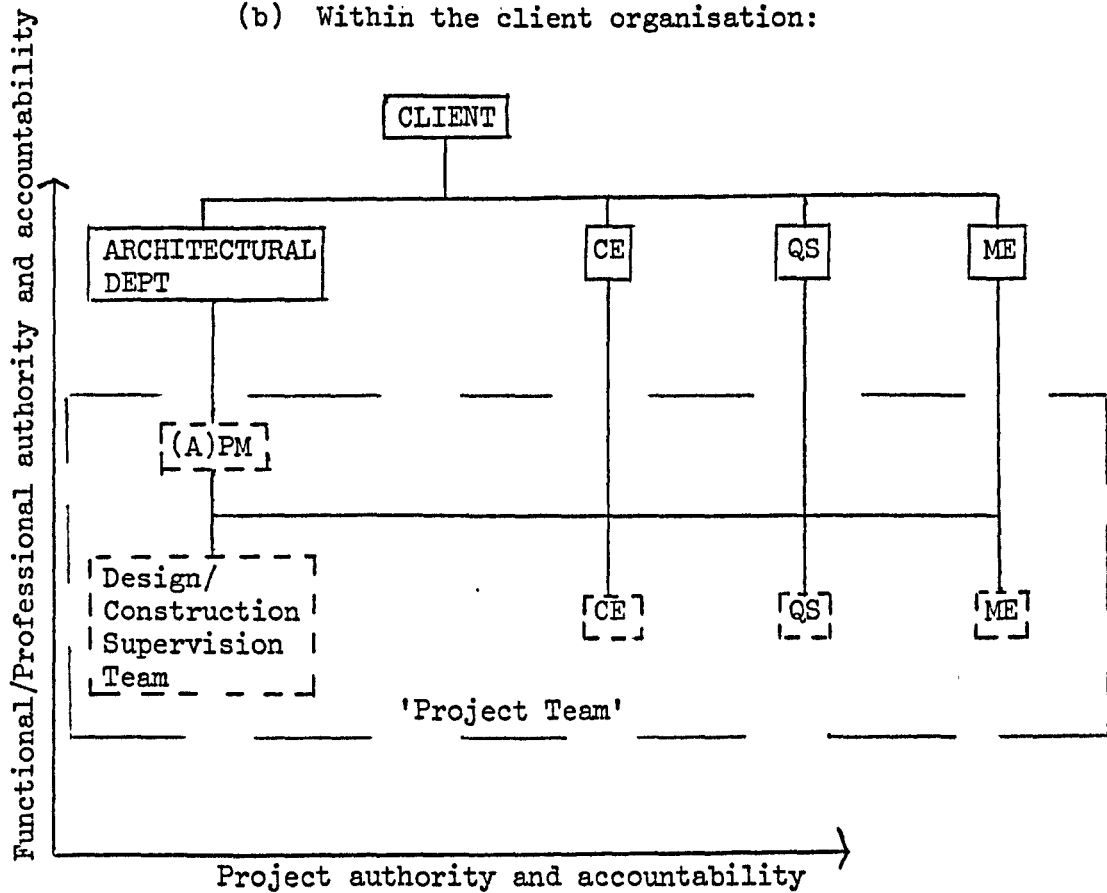 (b) Within the client organisation:
Functional/Professional authority and accountability
CLIENT
ARCHITECTURAL
DEPT
CE
QS
ME
(A)PM
Design/
Construction
Supervision
Team
CE
QS
ME
'Project Team'
Project authority and accountability